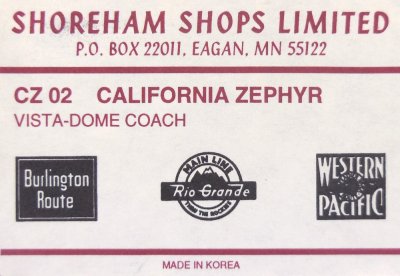 SHOREHAM SHOPS LIMITED
P.O. BOX 22011, EAGAN, MN 55122
CZ 02 CALIFORNIA ZEPHYR
VISTA-DOME COACH
Burlington
Route
MAIN LINE
Rio Grande
THRU THE ROCKIES
WESTERN
PACIFIC
MADE IN KOREA